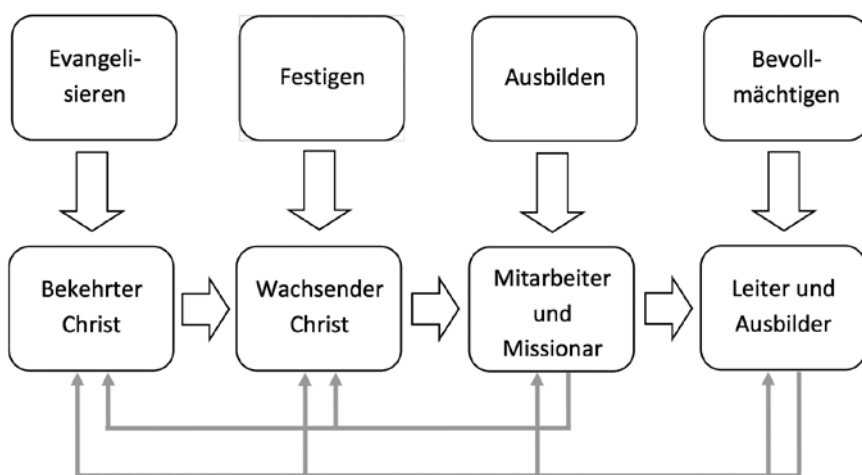 Evangeli-
sieren
Festigen
Ausbilden
Bevoll-
mächtigen
Bekehrter
Christ
Wachsender
Christ
Mitarbeiter
und
Missionar
Leiter und
Ausbilder